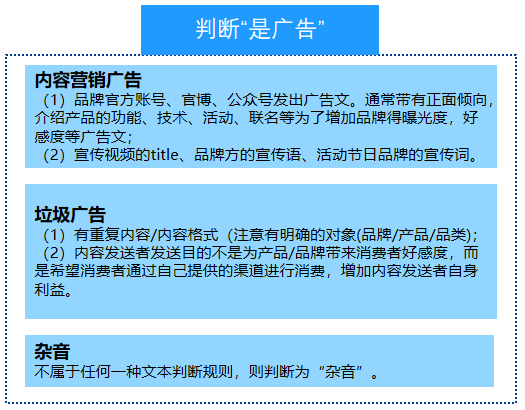 判断“是广告”
内容营销广告
（1）品牌官方账号、官博、公众号发出广告文。通常带有正面倾向，
介绍产品的功能、技术、活动、联名等为了增加品牌得曝光度，好
感度等广告文；
（2）宣传视频的title、品牌方的宣传语、活动节日品牌的宣传词。
垃圾广告
（1）有重复内容/内容格式（注意有明确的对象(品牌/产品/品类)；
（2）内容发送者发送目的不是为产品/品牌带来消费者好感度，而
是希望消费者通过自己提供的渠道进行消费，增加内容发送者自身
利益。
杂音
不属于任何一种文本判断规则，则判断为“杂音”。